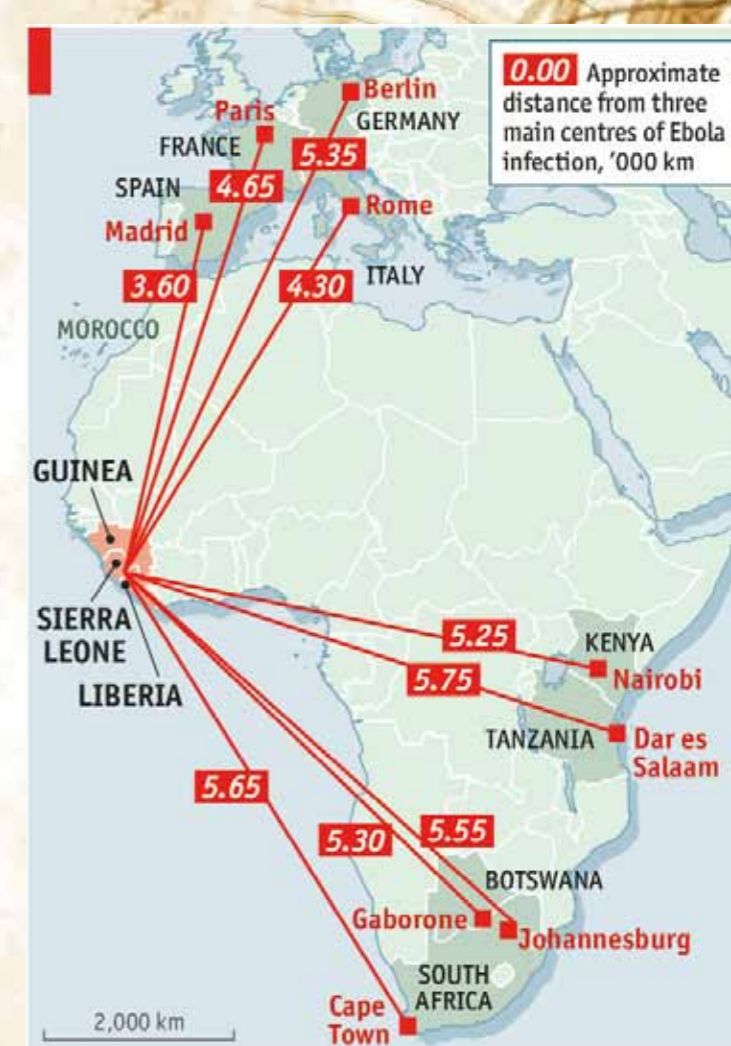 0.00 Approximate
distance from three
main centres of Ebola
infection, '000 km
Berlin
Paris
GERMANY
FRANCE
5.35
SPAIN
4.65
Rome
Madrid
3.60
4.30
ITALY
MOROCCO
GUINEA
SIERRA
LEONE
LIBERIA
5.25
KENYA
5.75
Nairobi
TANZANIA
Dar es
Salaam
5.65
5.30
5.55
BOTSWANA
Gaborone
Johannesburg
SOUTH
AFRICA
Cape
Town
2,000 km